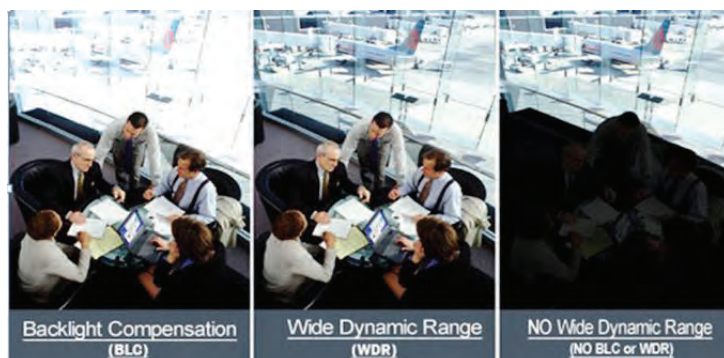 Backlight Compensation
(BLC)
Wide Dynamic Range
(WDR)
NO Wide Dynamic Range
(NO BLC or WDR)